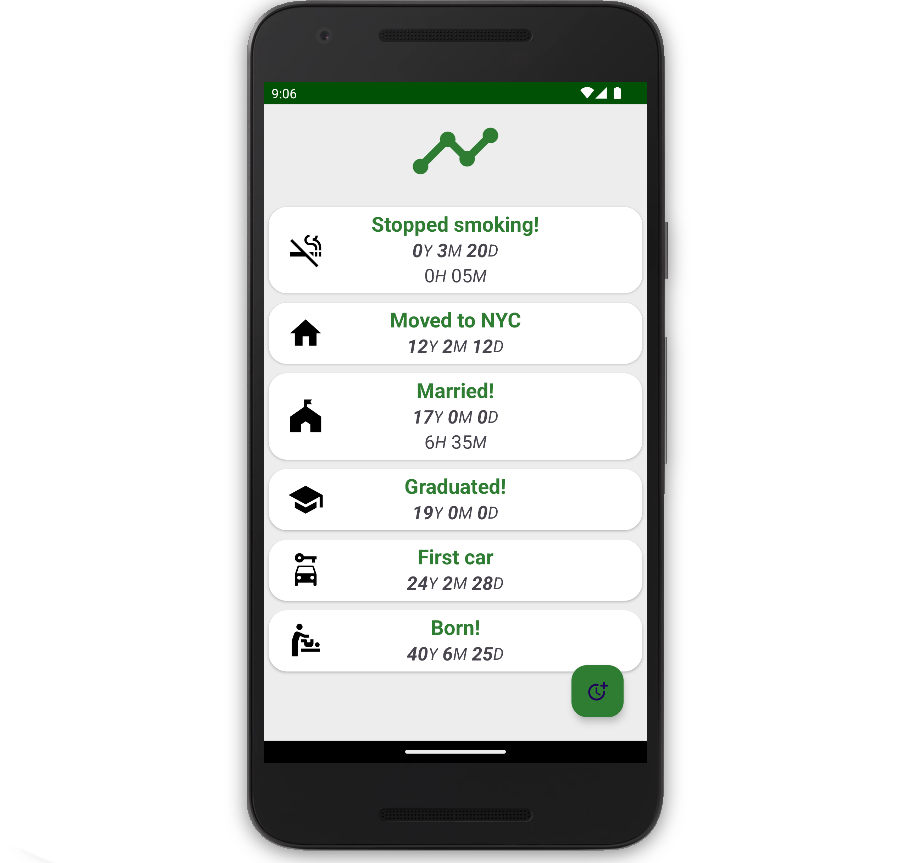 9:06
Stopped smoking!
0Y 3M 20D
0H 05M
Moved to NYC
12Y 2M 12D
Married!
17Y 0M 0D
6H 35M
Graduated!
19Y 0M 0D
First car
24Y 2M 28D
Born!
40Y 6M 25D